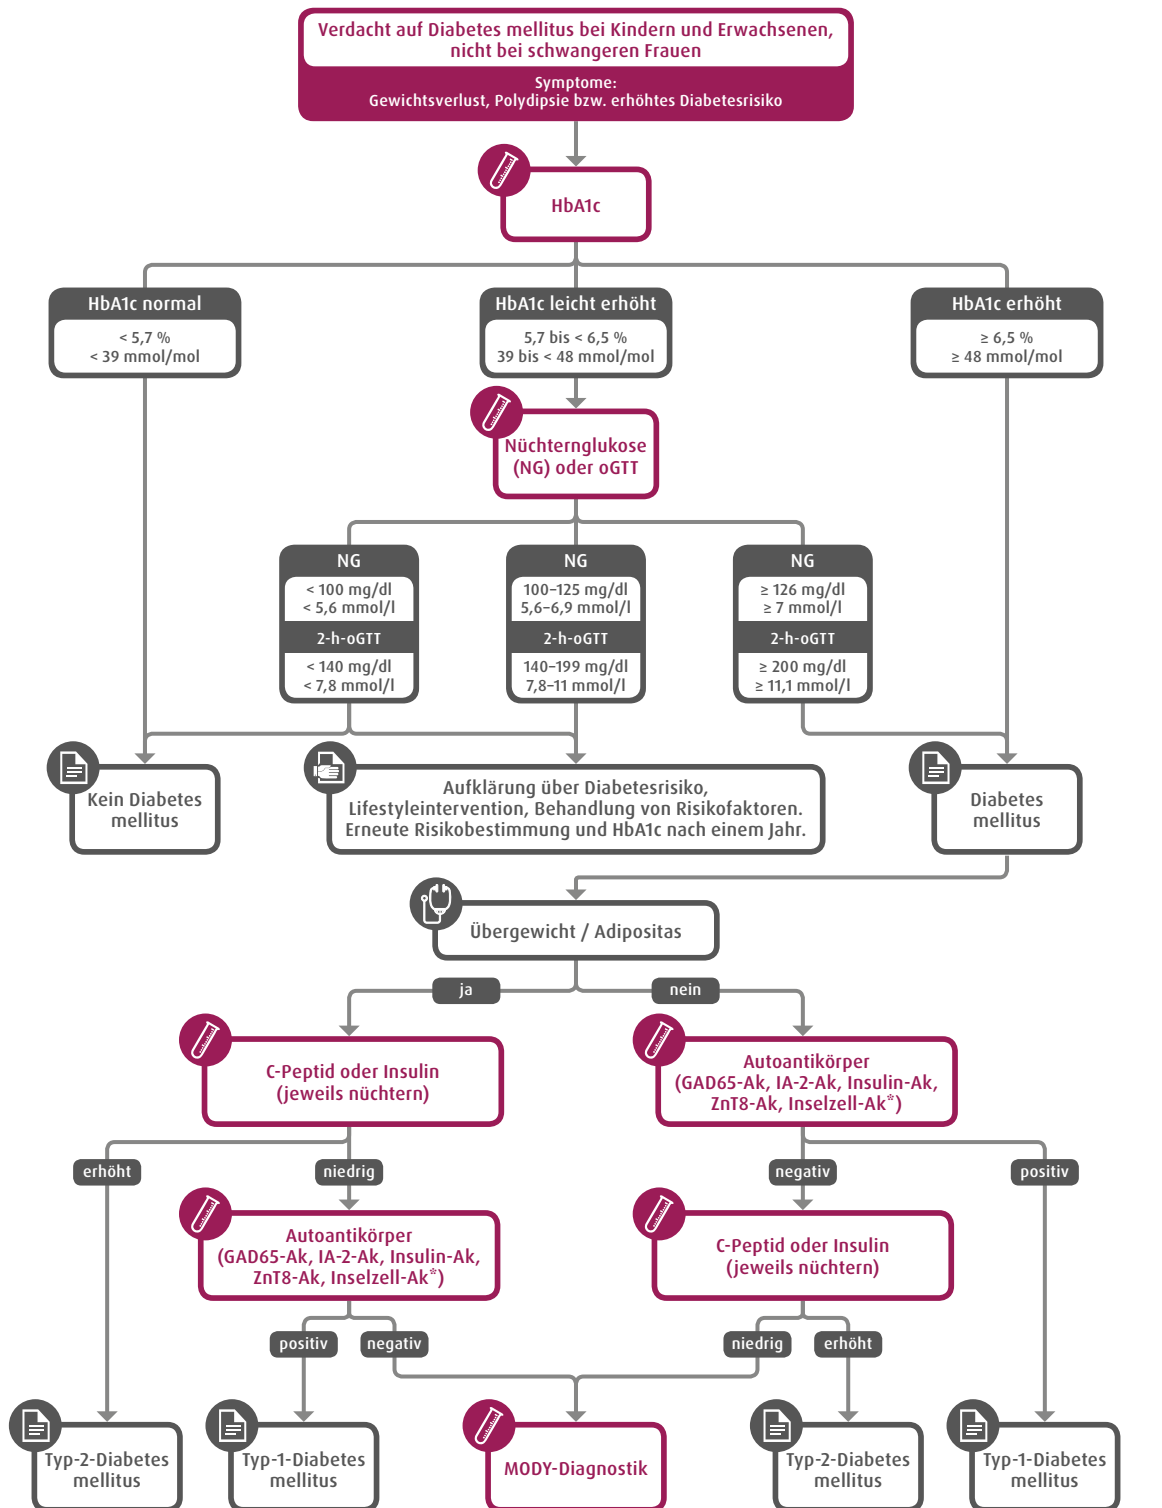 Verdacht auf Diabetes mellitus bei Kindern und Erwachsenen,
nicht bei schwangeren Frauen
Symptome:
Gewichtsverlust, Polydipsie bzw. erhöhtes Diabetesrisiko
HbA1c
HbA1c normal
< 5,7 %
< 39 mmol/mol
HbA1c leicht erhöht
5,7 bis < 6,5 %
39 bis < 48 mmol/mol
HbA1c erhöht
≥ 6,5 %
≥ 48 mmol/mol
Nüchternglukose
(NG) oder oGTT
NG
< 100 mg/dl
< 5,6 mmol/l
2-h-oGTT
< 140 mg/dl
< 7,8 mmol/l
NG
100–125 mg/dl
5,6–6,9 mmol/l
2-h-oGTT
140–199 mg/dl
7,8–11 mmol/l
NG
≥ 126 mg/dl
≥ 7 mmol/l
2-h-oGTT
≥ 200 mg/dl
≥ 11,1 mmol/l
Kein Diabetes
mellitus
Aufklärung über Diabetesrisiko,
Lifestyleintervention, Behandlung von Risikofaktoren.
Erneute Risikobestimmung und HbA1c nach einem Jahr.
Diabetes
mellitus
Übergewicht / Adipositas
ja
nein
C-Peptid oder Insulin
(jeweils nüchtern)
Autoantikörper
(GAD65-Ak, IA-2-Ak, Insulin-Ak,
ZnT8-Ak, Inselzell-Ak*)
erhöht
niedrig
negativ
positiv
Autoantikörper
(GAD65-Ak, IA-2-Ak, Insulin-Ak,
ZnT8-Ak, Inselzell-Ak*)
C-Peptid oder Insulin
(jeweils nüchtern)
positiv
negativ
niedrig
erhöht
Typ-2-Diabetes
mellitus
Typ-1-Diabetes
mellitus
MODY-Diagnostik
Typ-2-Diabetes
mellitus
Typ-1-Diabetes
mellitus